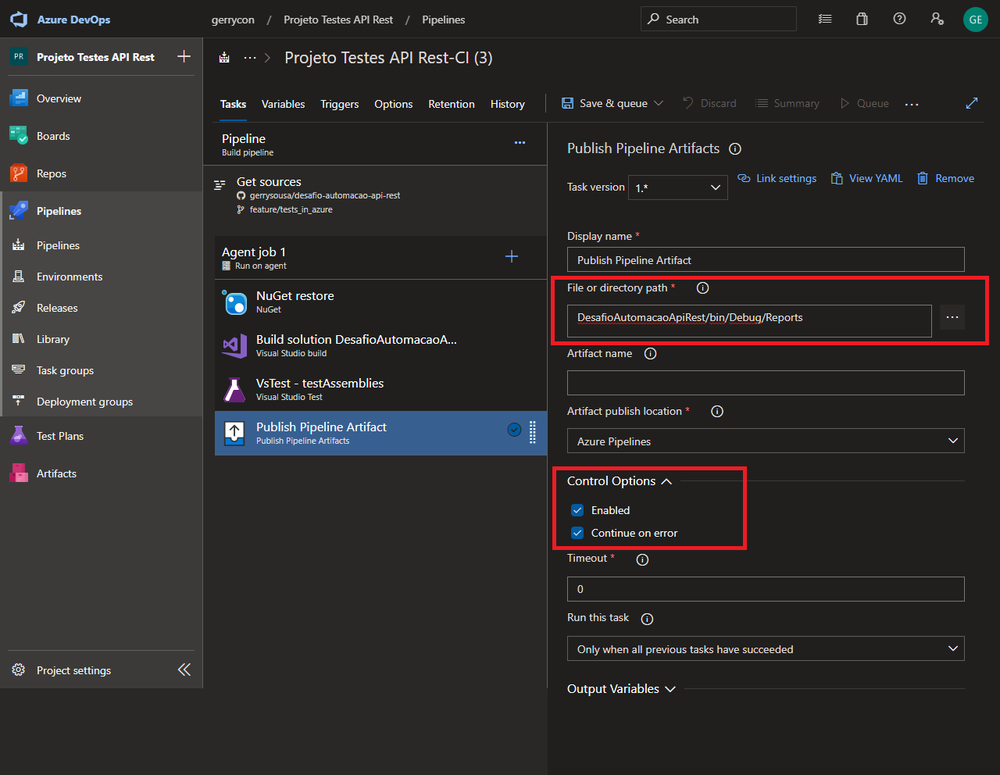 Azure DevOps
gerrycon / Projeto Testes API Rest / Pipelines
Search
GE
PR Projeto Testes API Rest
Overview
Boards
Repos
Pipelines
Pipelines
Environments
Releases
Library
Task groups
Deployment groups
Test Plans
Artifacts
Project settings
··· > Projeto Testes API Rest-CI (3)
Tasks Variables Triggers Options Retention History
Save & queue Discard Summary Queue ···
Pipeline
Build pipeline
···
Get sources
gerrysousa/desafio-automacao-api-rest
feature/tests_in_azure
Agent job 1
Run on agent
NuGet restore
NuGet
Build solution DesafioAutomacaoA...
Visual Studio build
VsTest - testAssemblies
Visual Studio Test
Publish Pipeline Artifact
Publish Pipeline Artifacts
Publish Pipeline Artifacts
Task version 1.*
Link settings View YAML Remove
Display name *
Publish Pipeline Artifact
File or directory path *
DesafioAutomacaoApiRest/bin/Debug/Reports
···
Artifact name
Artifact publish location *
Azure Pipelines
Control Options
Enabled
Continue on error
Timeout *
0
Run this task
Only when all previous tasks have succeeded
Output Variables